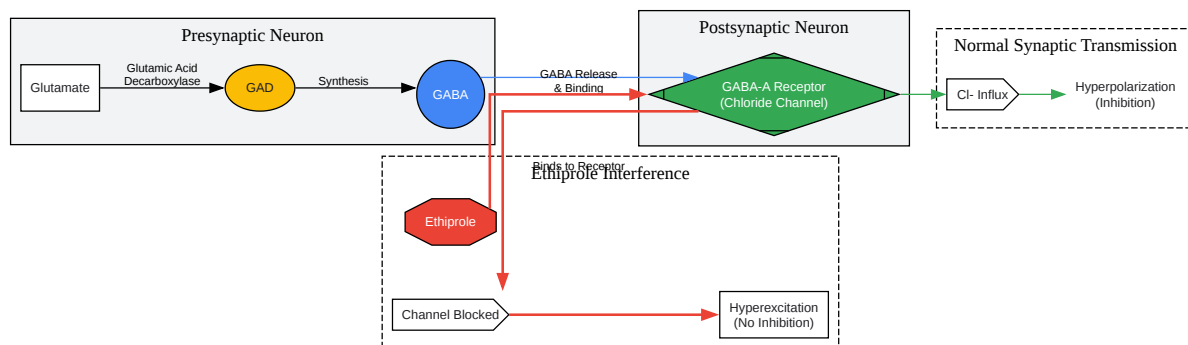 Presynaptic Neuron
Glutamate
Glutamic Acid
Decarboxylase
GAD
Synthesis
GABA
GABA Release
& Binding
Postsynaptic Neuron
GABA-A Receptor
(Chloride Channel)
Normal Synaptic Transmission
Cl- Influx
Hyperpolarization
(Inhibition)
Binds to Receptor
Ethiprole Interference
Ethiprole
Channel Blocked
Hyperexcitation
(No Inhibition)